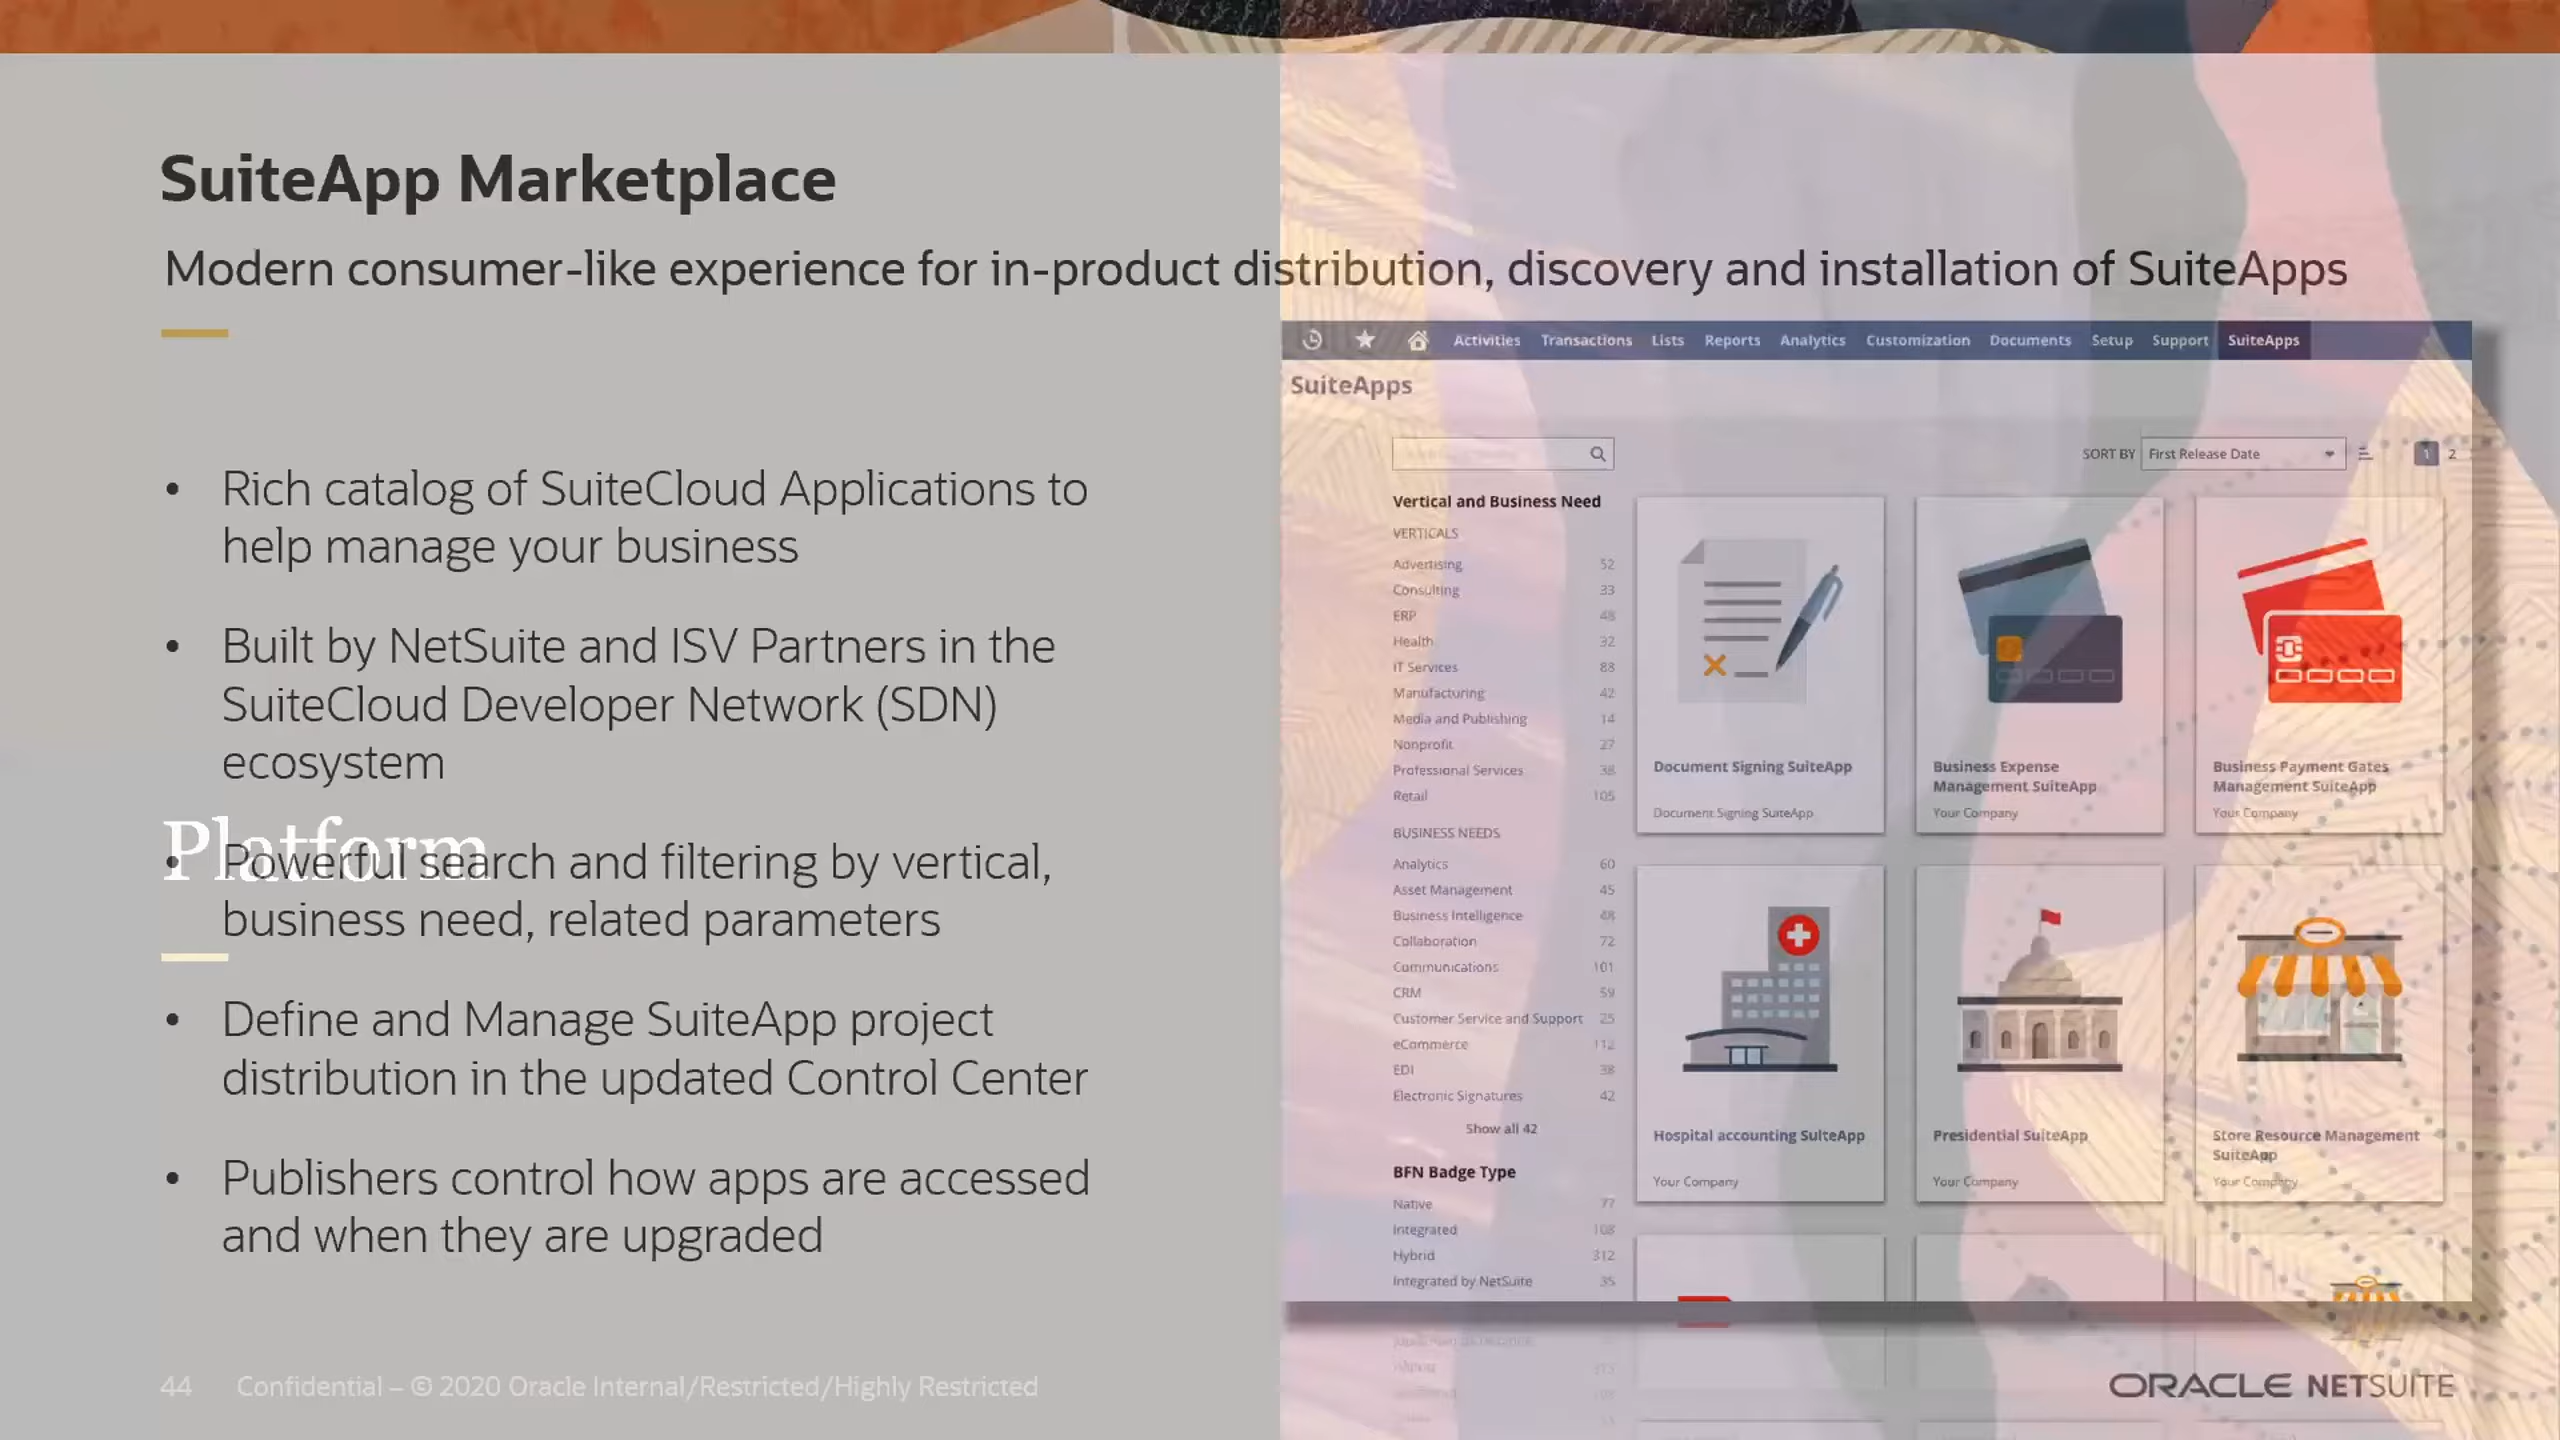 SuiteApp Marketplace
Modern consumer-like experience for in-product distribution, discovery and installation of SuiteApps
• Rich catalog of SuiteCloud Applications to
help manage your business
• Built by NetSuite and ISV Partners in the
SuiteCloud Developer Network (SDN)
ecosystem
Platform
• Powerful search and filtering by vertical,
business need, related parameters
• Define and Manage SuiteApp project
distribution in the updated Control Center
• Publishers control how apps are accessed
and when they are upgraded
Activities Transactions Lists Reports Analytics Customization Documents Setup Support SuiteApps
SuiteApps
SORT BY First Release Date 1 2
Vertical and Business Need
VERTICALS
Advertising 52
Consulting 33
ERP 48
Health 32
IT Services 83
Manufacturing 42
Media and Publishing 14
Nonprofit 27
Professional Services 38
Retail 105
BUSINESS NEEDS
Analytics 60
Asset Management 45
Business Intelligence 48
Collaboration 72
Communications 101
CRM 59
Customer Service and Support 25
eCommerce 112
EDI 38
Electronic Signatures 42
Show all 42
BFN Badge Type
Native 77
Integrated 108
Hybrid 312
Integrated by NetSuite 35
Document Signing SuiteApp
Document Signing SuiteApp
Business Expense
Management SuiteApp
Your Company
Business Payment Gates
Management SuiteApp
Your Company
Hospital accounting SuiteApp
Your Company
Presidential SuiteApp
Your Company
Store Resource Management
SuiteApp
Your Company
44 Confidential – © 2020 Oracle Internal/Restricted/Highly Restricted
ORACLE NETSUITE